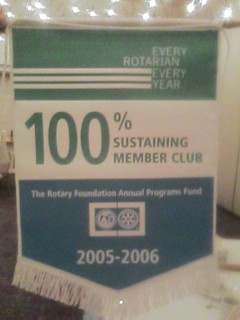 EVERY
ROTARIAN
EVERY
YEAR
100%
SUSTAINING
MEMBER CLUB
The Rotary Foundation Annual Programs Fund
2005-2006